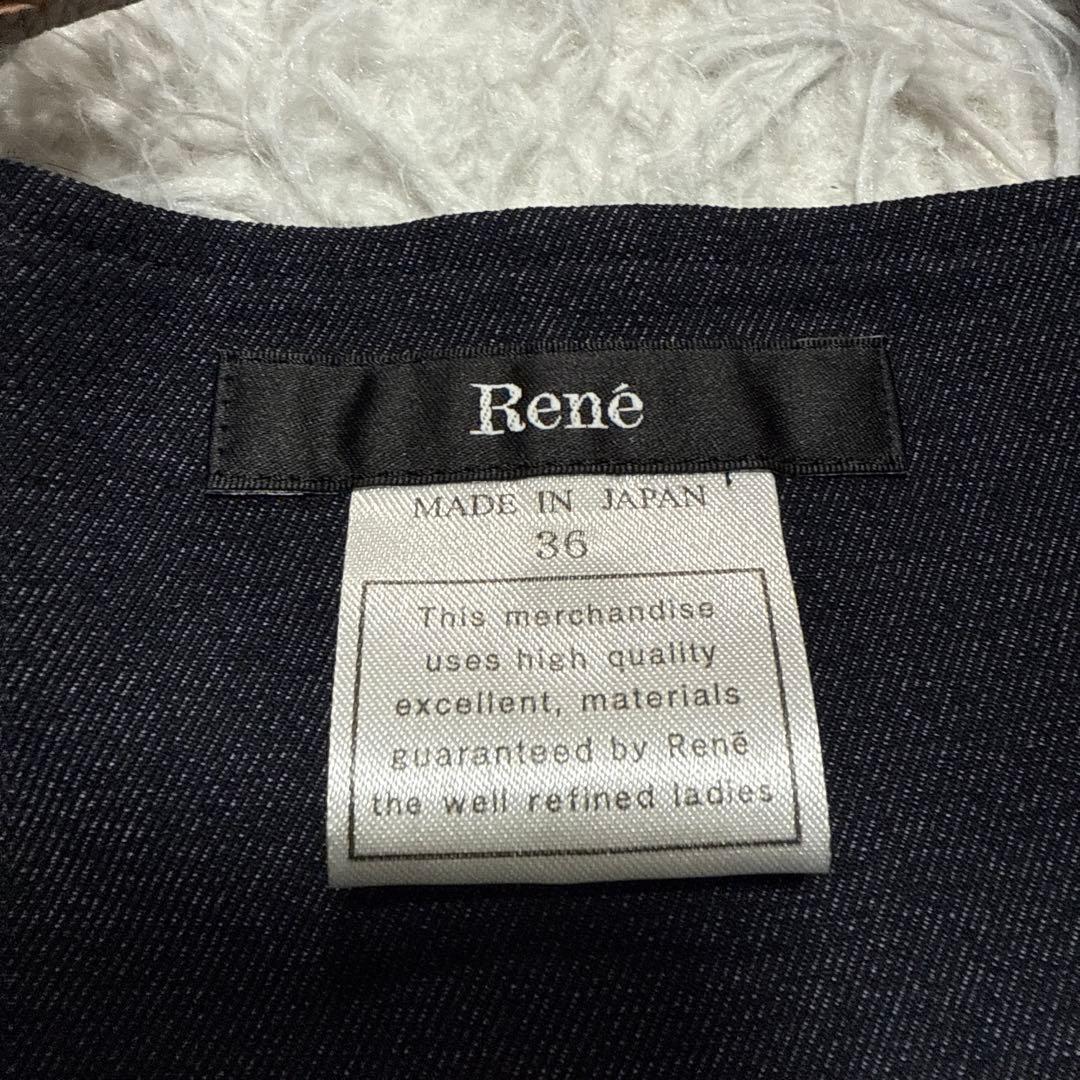 René
MADE IN JAPAN
36
This merchandise
uses high quality
excellent, materials
guaranteed by René
the well refined ladies